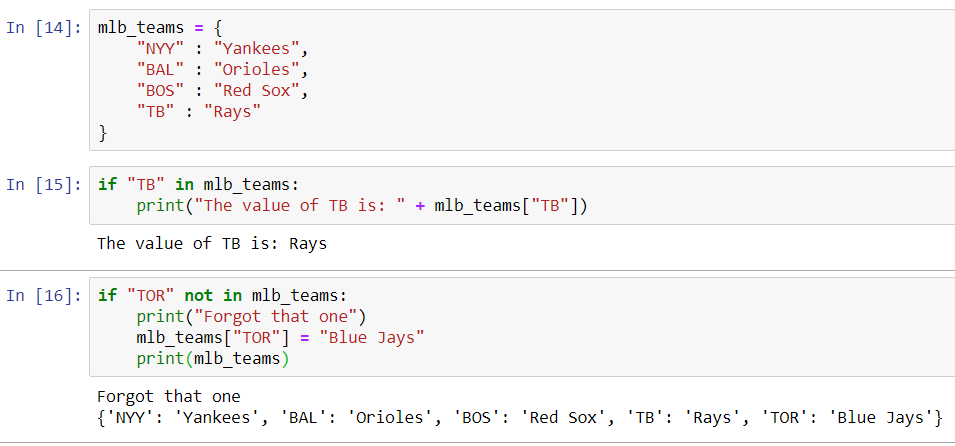 In [14]: mlb_teams = {
    "NYY" : "Yankees",
    "BAL" : "Orioles",
    "BOS" : "Red Sox",
    "TB" : "Rays"
}
In [15]: if "TB" in mlb_teams:
    print("The value of TB is: " + mlb_teams["TB"])
The value of TB is: Rays
In [16]: if "TOR" not in mlb_teams:
    print("Forgot that one")
    mlb_teams["TOR"] = "Blue Jays"
    print(mlb_teams)
Forgot that one
{'NYY': 'Yankees', 'BAL': 'Orioles', 'BOS': 'Red Sox', 'TB': 'Rays', 'TOR': 'Blue Jays'}